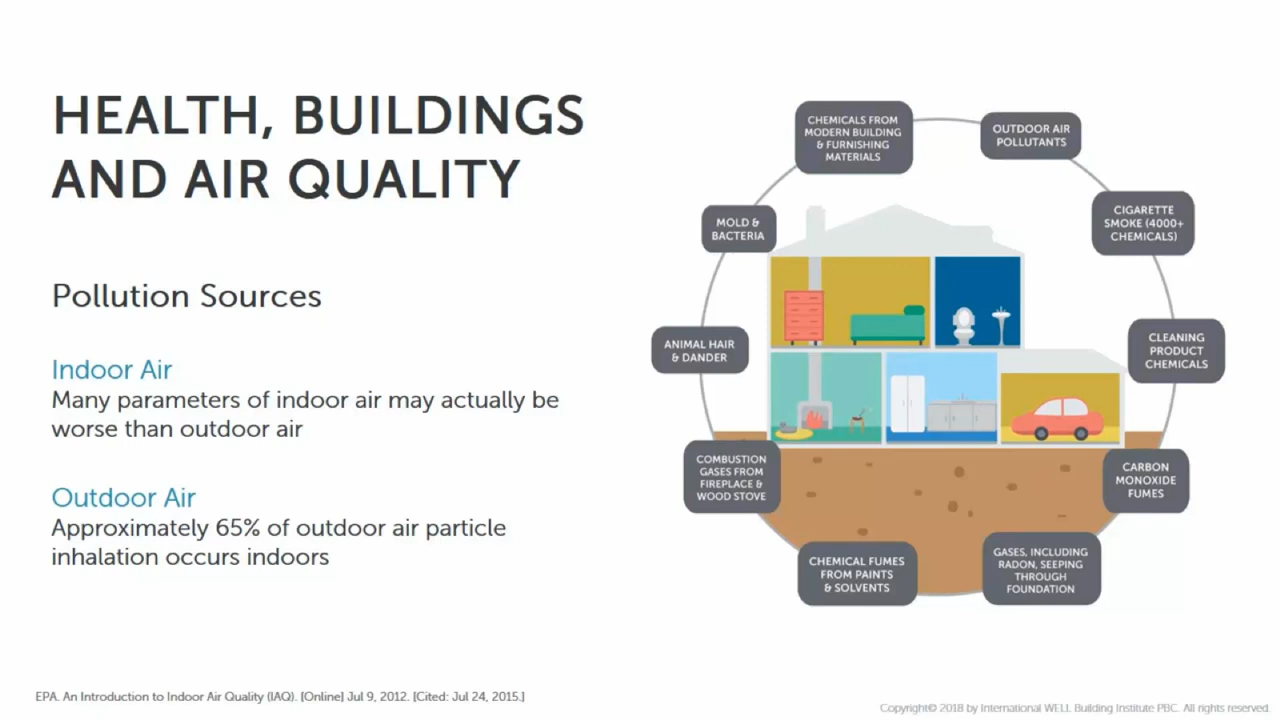 HEALTH, BUILDINGS
AND AIR QUALITY
Pollution Sources
Indoor Air
Many parameters of indoor air may actually be
worse than outdoor air
Outdoor Air
Approximately 65% of outdoor air particle
inhalation occurs indoors
CHEMICALS FROM
MODERN BUILDING
& FURNISHING
MATERIALS
OUTDOOR AIR
POLLUTANTS
MOLD &
BACTERIA
CIGARETTE
SMOKE (4000+
CHEMICALS)
ANIMAL HAIR
& DANDER
CLEANING
PRODUCT
CHEMICALS
COMBUSTION
GASES FROM
FIREPLACE &
WOOD STOVE
CARBON
MONOXIDE
FUMES
CHEMICAL FUMES
FROM PAINTS
& SOLVENTS
GASES, INCLUDING
RADON, SEEPING
THROUGH
FOUNDATION
EPA. An Introduction to Indoor Air Quality (IAQ). [Online] Jul 9, 2012. [Cited: Jul 24, 2015.]
Copyright© 2018 by International WELL Building Institute PBC. All rights reserved.